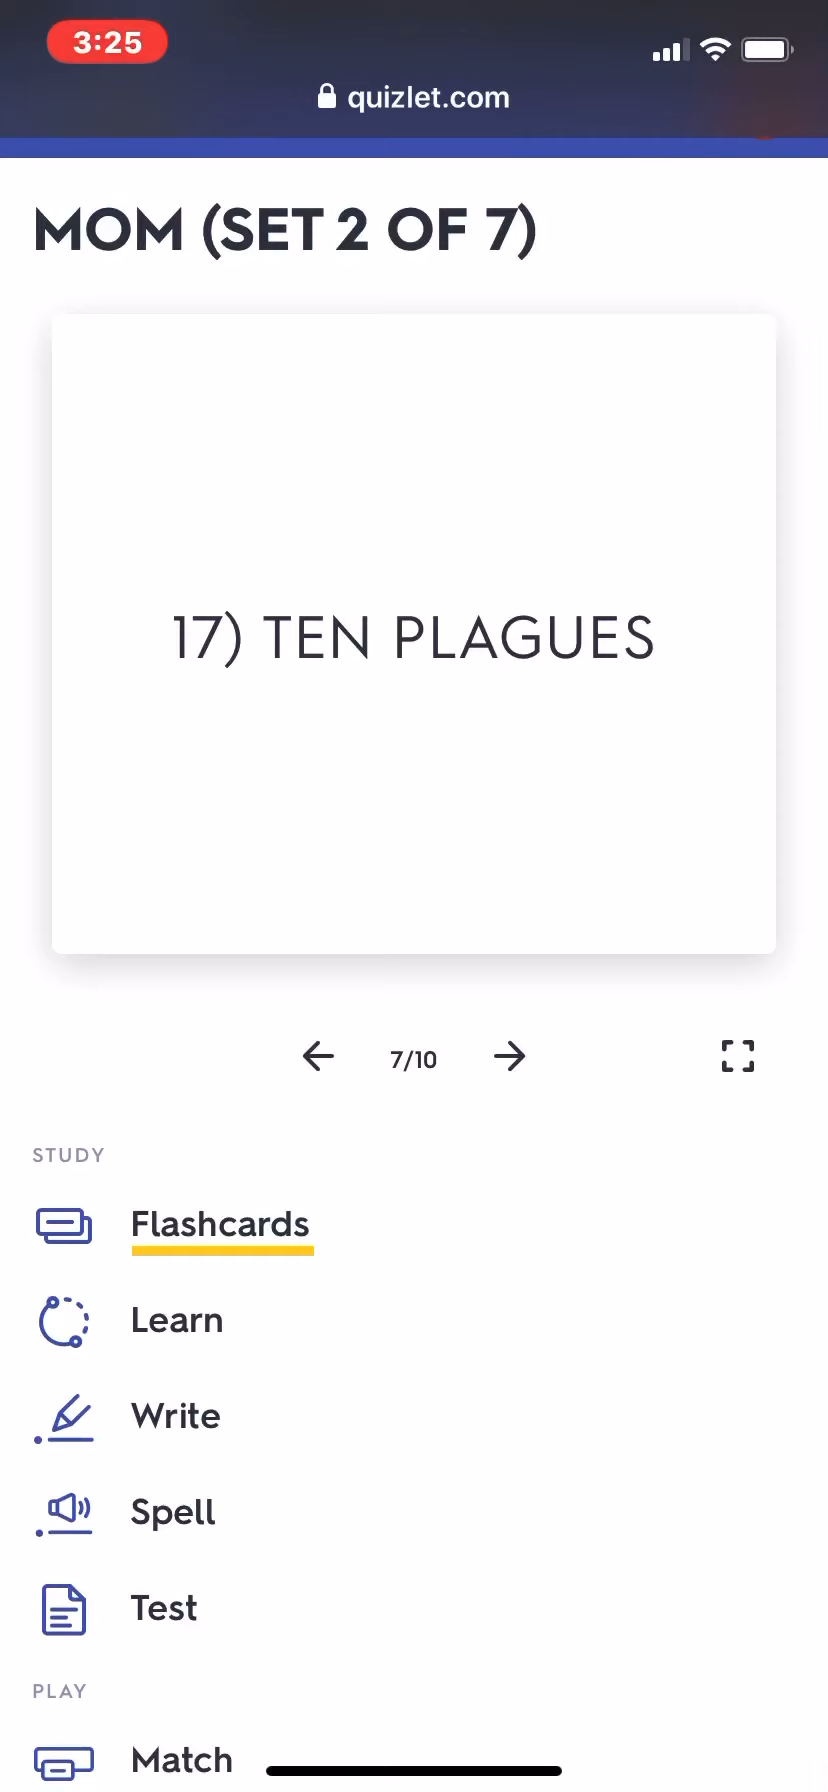 3:25
quizlet.com
MOM (SET 2 OF 7)
17) TEN PLAGUES
7/10
STUDY
Flashcards
Learn
Write
Spell
Test
PLAY
Match